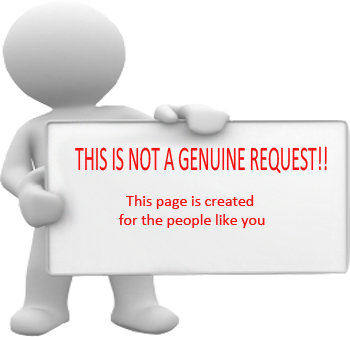 THIS IS NOT A GENUINE REQUEST!!
This page is created
for the people like you